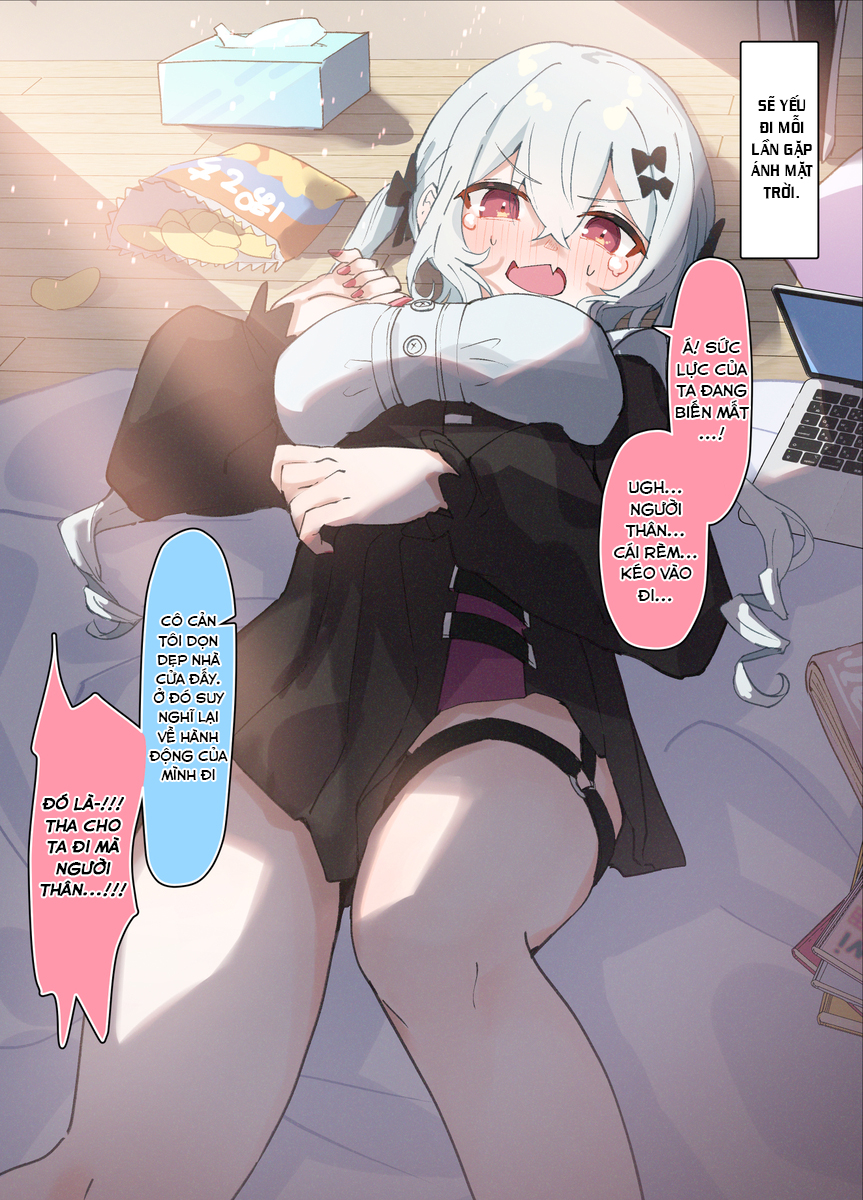 SẼ YẾU
ĐI MỖI
LẦN GẶP
ÁNH MẶT
TRỜI.
Á! SỨC
LỰC CỦA
TA ĐANG
BIẾN MẤT
...!
UGH...
NGƯỜI
THÂN...
CÁI RÈM...
KÉO VÀO
ĐI...
CÔ CẢN
TÔI DỌN
DẸP NHÀ
CỬA ĐẤY.
Ở ĐÓ SUY
NGHĨ LẠI
VỀ HÀNH
ĐỘNG CỦA
MÌNH ĐI
ĐÓ LÀ-!!!
THA CHO
TA ĐI MÀ
NGƯỜI
THÂN...!!!